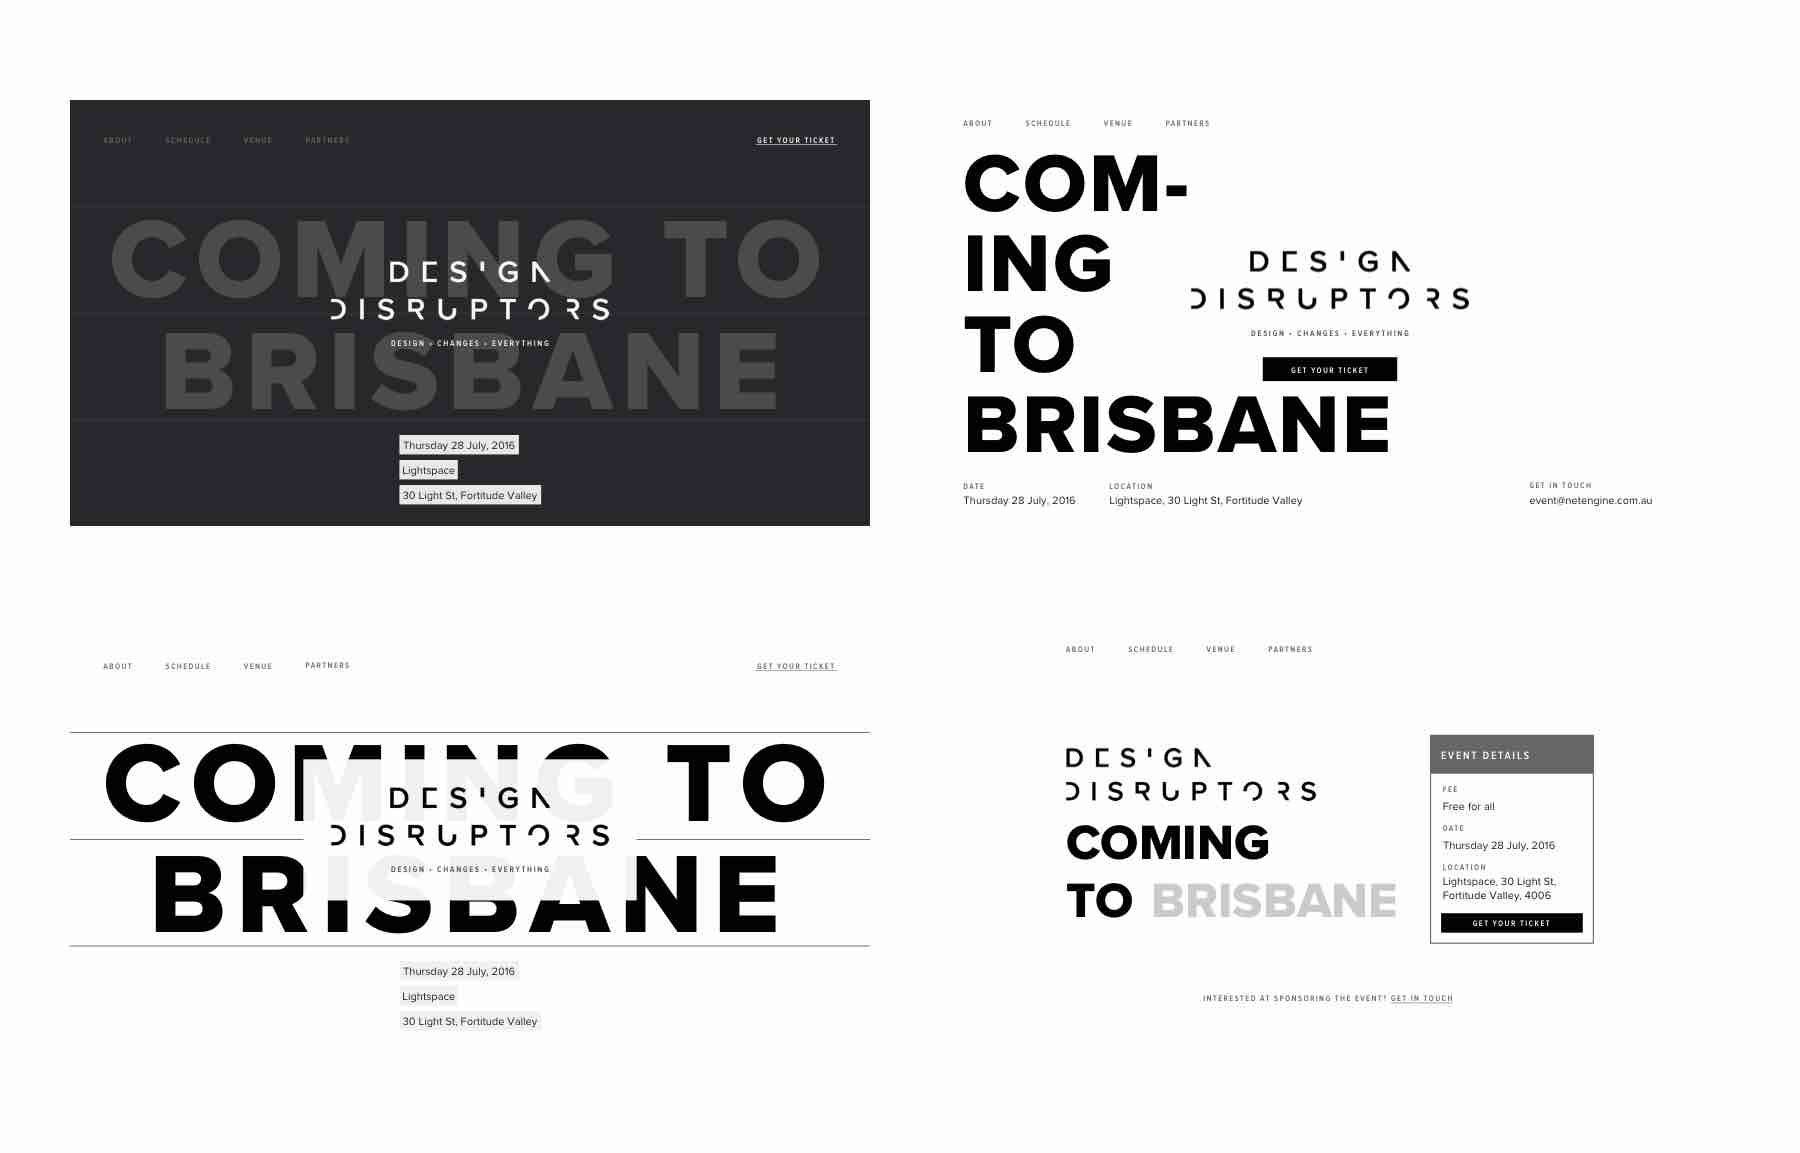 ABOUT SCHEDULE VENUE PARTNERS GET YOUR TICKET
COMING TO
DESIGN
DISRUPTORS
BRISBANE
DESIGN • CHANGES • EVERYTHING
Thursday 28 July, 2016
Lightspace
30 Light St, Fortitude Valley
ABOUT SCHEDULE VENUE PARTNERS
COM-
ING
TO
BRISBANE
DESIGN
DISRUPTORS
DESIGN • CHANGES • EVERYTHING
GET YOUR TICKET
DATE
Thursday 28 July, 2016
LOCATION
Lightspace, 30 Light St, Fortitude Valley
GET IN TOUCH
event@netengine.com.au
ABOUT SCHEDULE VENUE PARTNERS GET YOUR TICKET
COMING TO
DESIGN
DISRUPTORS
BRISBANE
DESIGN • CHANGES • EVERYTHING
Thursday 28 July, 2016
Lightspace
30 Light St, Fortitude Valley
ABOUT SCHEDULE VENUE PARTNERS
DESIGN
DISRUPTORS
COMING
TO BRISBANE
EVENT DETAILS
FEE
Free for all
DATE
Thursday 28 July, 2016
LOCATION
Lightspace, 30 Light St,
Fortitude Valley, 4006
GET YOUR TICKET
INTERESTED AT SPONSORING THE EVENT? GET IN TOUCH